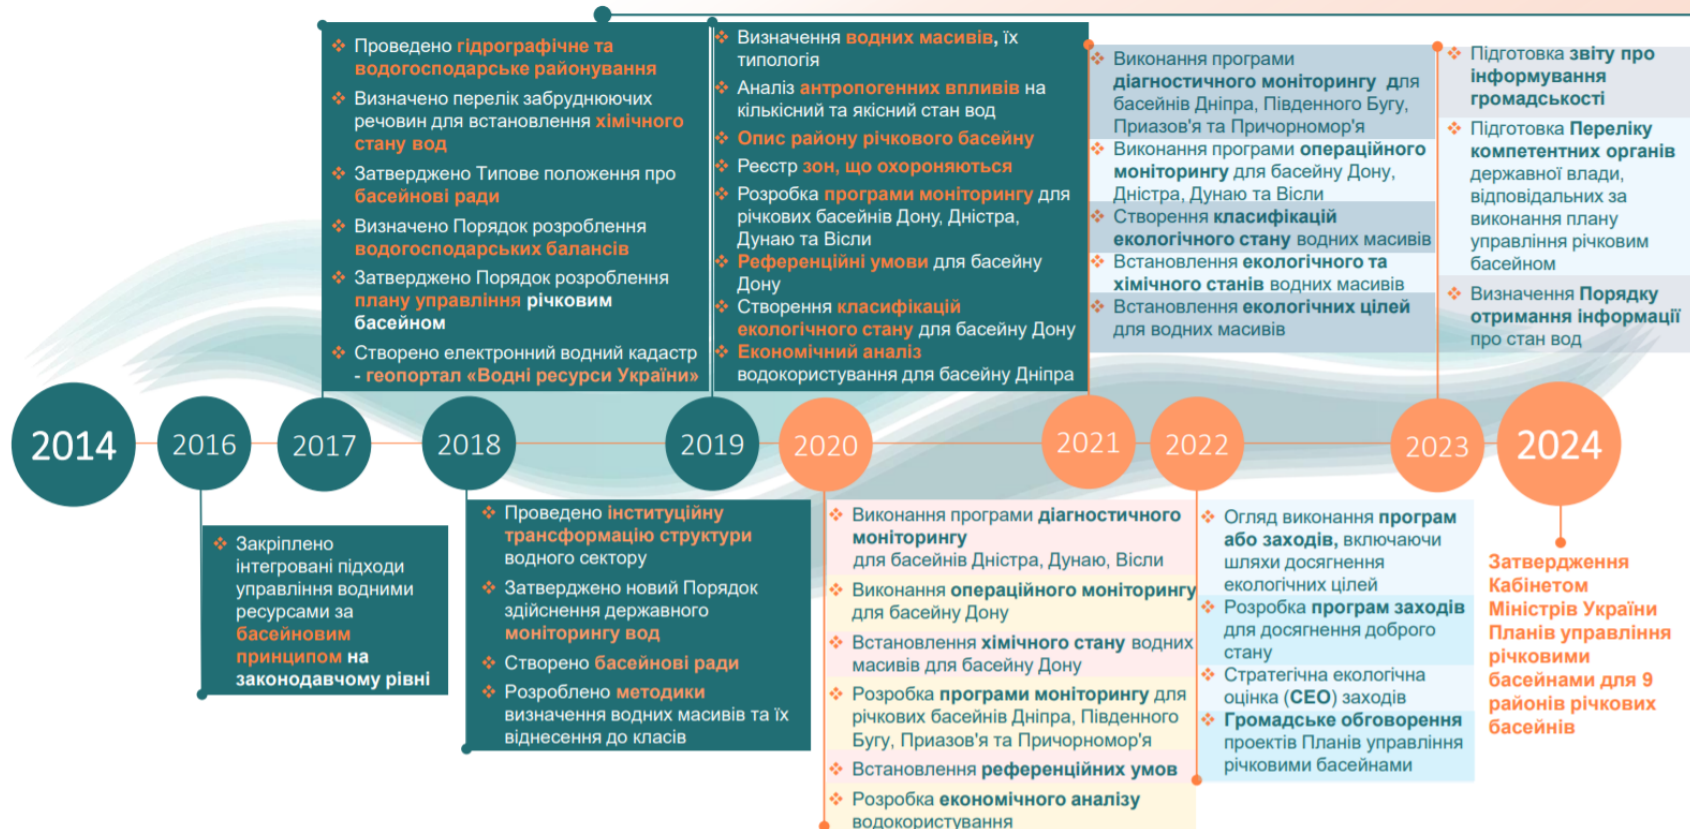 ❖ Проведено гідрографічне та
водогосподарське районування
❖ Визначено перелік забруднюючих
речовин для встановлення хімічного
стану вод
❖ Затверджено Типове положення про
басейнові ради
❖ Визначено Порядок розроблення
водогосподарських балансів
❖ Затверджено Порядок розроблення
плану управління річковим
басейном
❖ Створено електронний водний кадастр
- геопортал «Водні ресурси України»
❖ Визначення водних масивів, їх
типологія
❖ Аналіз антропогенних впливів на
кількісний та якісний стан вод
❖ Опис району річкового басейну
❖ Реєстр зон, що охороняються
❖ Розробка програми моніторингу для
річкових басейнів Дону, Дністра,
Дунаю та Вісли
❖ Референційні умови для басейну
Дону
❖ Створення класифікацій
екологічного стану для басейну Дону
❖ Економічний аналіз
водокористування для басейну Дніпра
❖ Виконання програми
діагностичного моніторингу для
басейнів Дніпра, Південного Бугу,
Приазов'я та Причорномор'я
❖ Виконання програми операційного
моніторингу для басейну Дону,
Дністра, Дунаю та Вісли
❖ Створення класифікацій
екологічного стану водних масивів
❖ Встановлення екологічного та
хімічного станів водних масивів
❖ Встановлення екологічних цілей
для водних масивів
❖ Підготовка звіту про
інформування
громадськості
❖ Підготовка Переліку
компетентних органів
державної влади,
відповідальних за
виконання плану
управління річковим
басейном
❖ Визначення Порядку
отримання інформації
про стан вод
2014
2016
2017
2018
2019
2020
2021
2022
2023
2024
❖ Закріплено
інтегровані підходи
управління водними
ресурсами за
басейновим
принципом на
законодавчому рівні
❖ Проведено інституційну
трансформацію структури
водного сектору
❖ Затверджено новий Порядок
здійснення державного
моніторингу вод
❖ Створено басейнові ради
❖ Розроблено методики
визначення водних масивів та їх
віднесення до класів
❖ Виконання програми діагностичного
моніторингу
для басейнів Дністра, Дунаю, Вісли
❖ Виконання операційного моніторингу
для басейну Дону
❖ Встановлення хімічного стану водних
масивів для басейну Дону
❖ Розробка програми моніторингу для
річкових басейнів Дніпра, Південного
Бугу, Приазов'я та Причорномор'я
❖ Встановлення референційних умов
❖ Розробка економічного аналізу
водокористування
❖ Огляд виконання програм
або заходів, включаючи
шляхи досягнення
екологічних цілей
❖ Розробка програм заходів
для досягнення доброго
стану
❖ Стратегічна екологічна
оцінка (СЕО) заходів
❖ Громадське обговорення
проектів Планів управління
річковими басейнами
Затвердження
Кабінетом
Міністрів України
Планів управління
річковими
басейнами для 9
районів річкових
басейнів